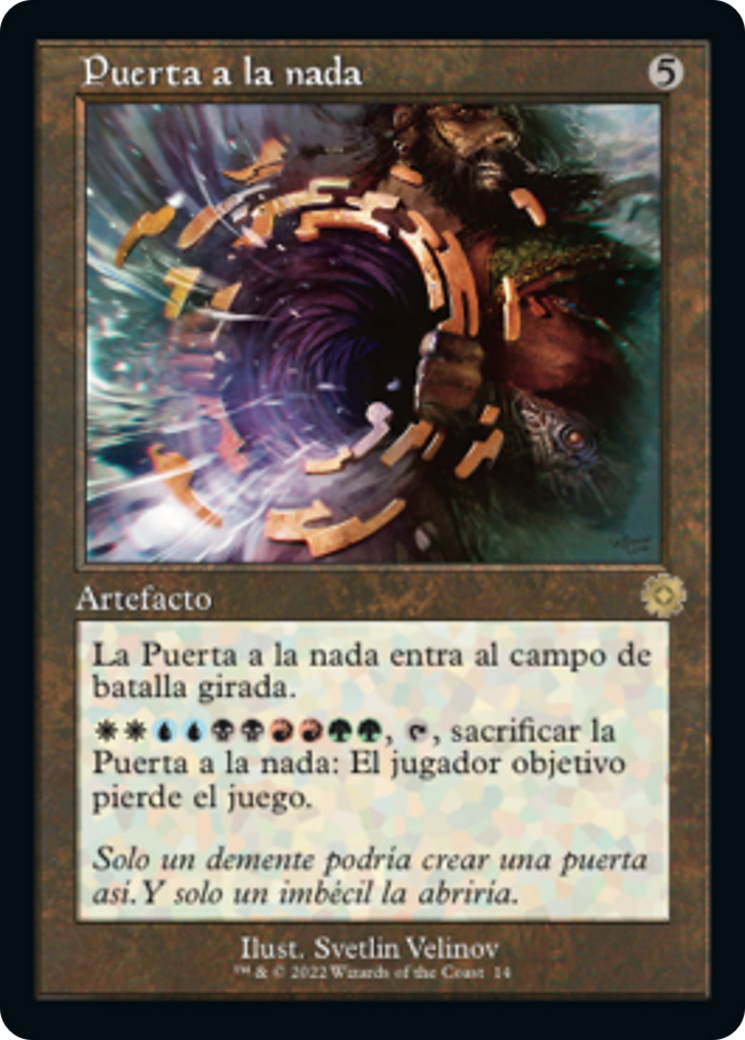 Puerta a la nada 5
Artefacto
La Puerta a la nada entra al campo de
batalla girada.
, , sacrificar la
Puerta a la nada: El jugador objetivo
pierde el juego.
Solo un demente podría crear una puerta
así. Y solo un imbécil la abriría.
Ilust. Svetlin Velinov
™ & © 2022 Wizards of the Coast 14